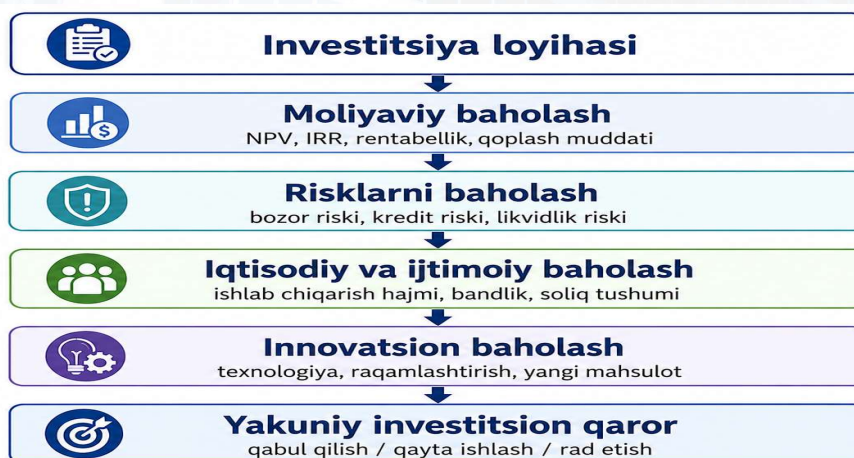 Investitsiya loyihasi
Moliyaviy baholash
NPV, IRR, rentabellik, qoplash muddati
Risklarni baholash
bozor riski, kredit riski, likvidlik riski
Iqtisodiy va ijtimoiy baholash
ishlab chiqarish hajmi, bandlik, soliq tushumi
Innovatsion baholash
texnologiya, raqamlashtirish, yangi mahsulot
Yakuniy investitsion qaror
qabul qilish / qayta ishlash / rad etish